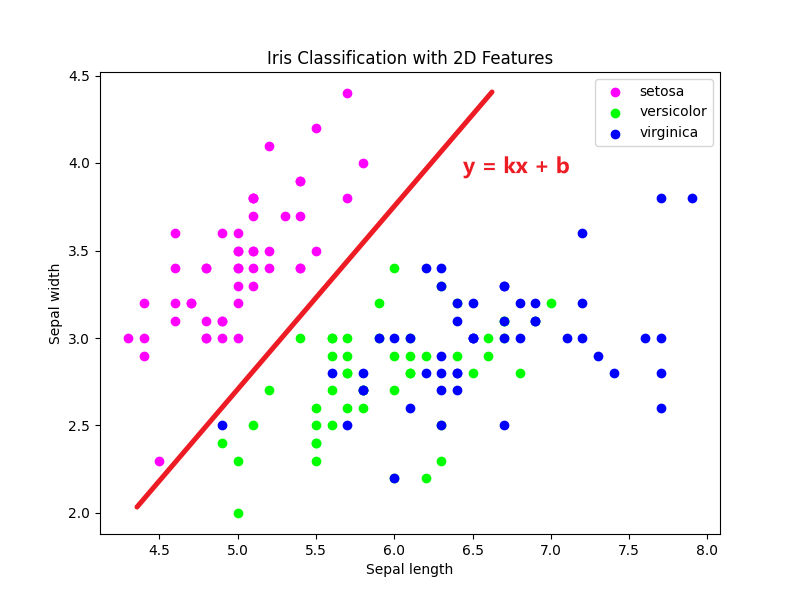 Iris Classification with 2D Features
setosa
versicolor
virginica
y = kx + b
Sepal width
4.5
4.0
3.5
3.0
2.5
2.0
4.5 5.0 5.5 6.0 6.5 7.0 7.5 8.0
Sepal length